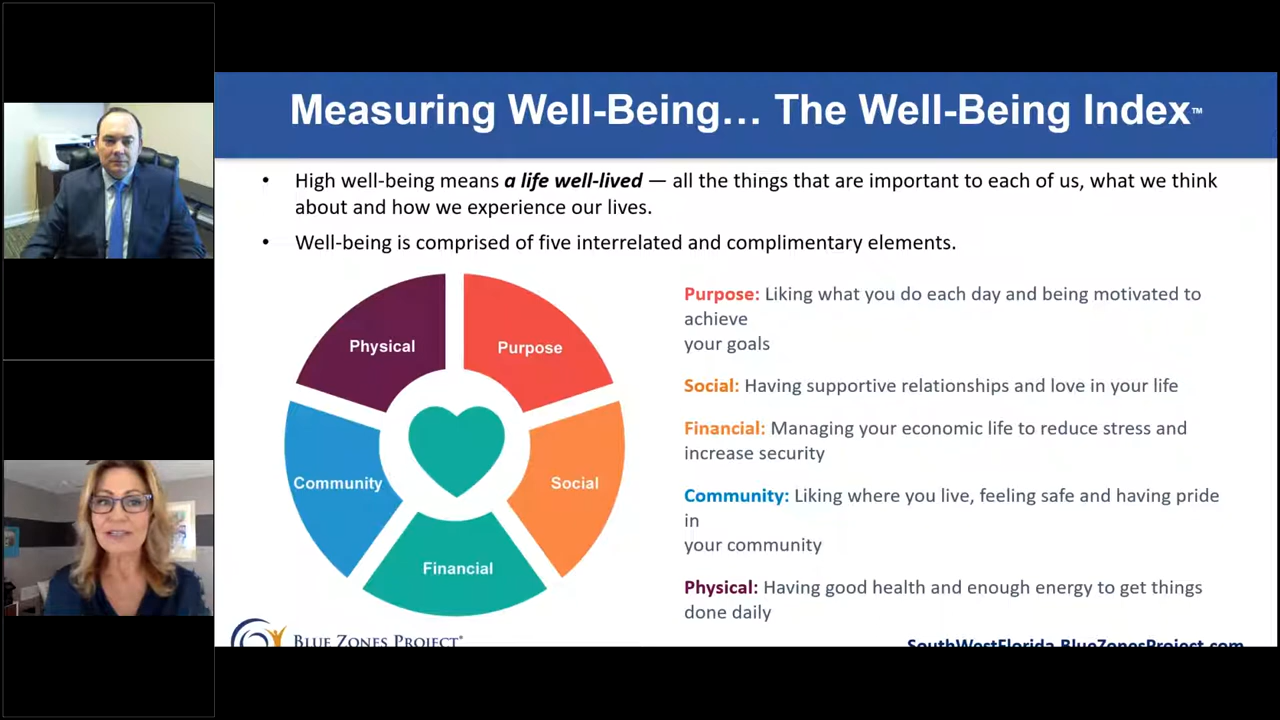 Measuring Well-Being… The Well-Being Index™
• High well-being means a life well-lived — all the things that are important to each of us, what we think
about and how we experience our lives.
• Well-being is comprised of five interrelated and complimentary elements.
Physical
Purpose
Community
Social
Financial
Purpose: Liking what you do each day and being motivated to
achieve
your goals
Social: Having supportive relationships and love in your life
Financial: Managing your economic life to reduce stress and
increase security
Community: Liking where you live, feeling safe and having pride
in
your community
Physical: Having good health and enough energy to get things
done daily
BLUE ZONES PROJECT®
SouthWestFlorida.BlueZonesProject.com